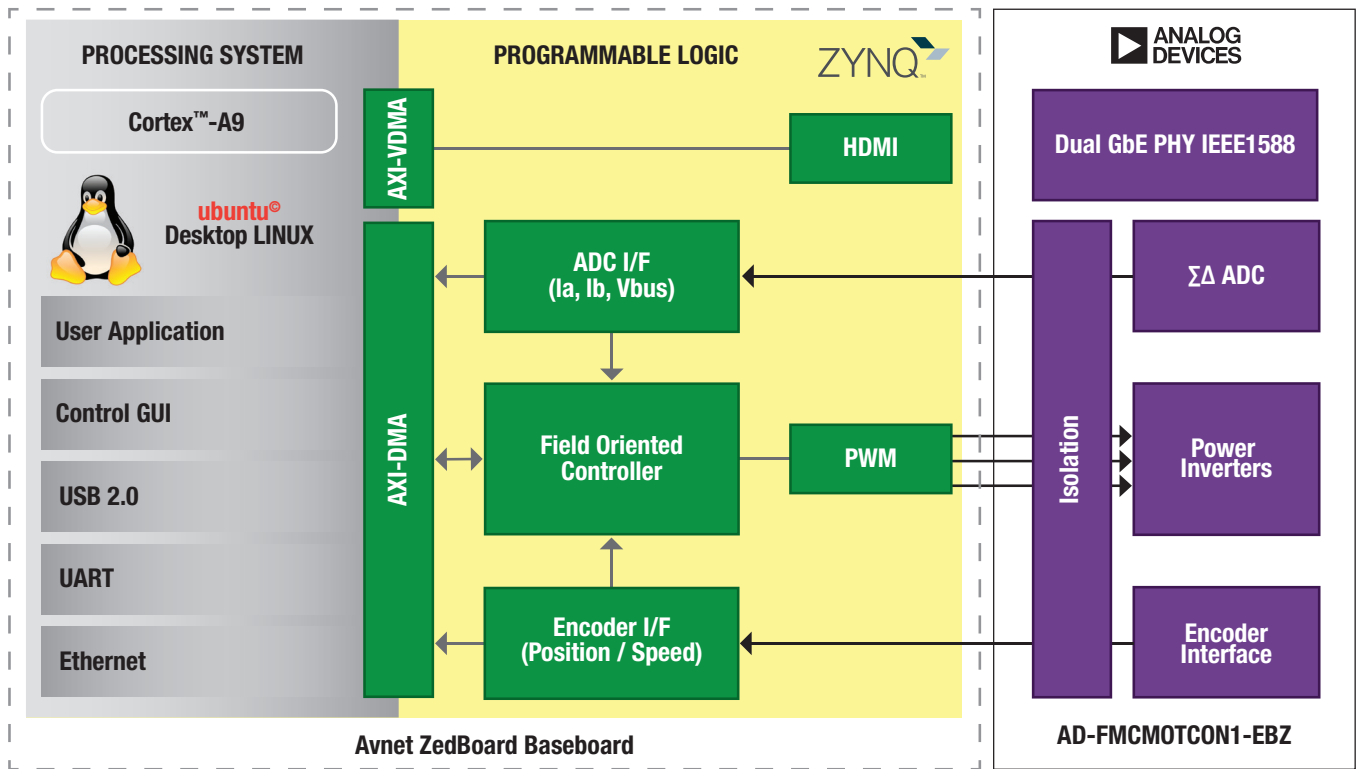 PROCESSING SYSTEM
Cortex™-A9
ubuntu©
Desktop LINUX
User Application
Control GUI
USB 2.0
UART
Ethernet
AXI-VDMA
AXI-DMA
PROGRAMMABLE LOGIC
ZYNQ™
HDMI
ADC I/F
(Ia, Ib, Vbus)
Field Oriented
Controller
PWM
Encoder I/F
(Position / Speed)
Avnet ZedBoard Baseboard
ANALOG
DEVICES
Dual GbE PHY IEEE1588
Isolation
ΣΔ ADC
Power
Inverters
Encoder
Interface
AD-FMCMOTCON1-EBZ